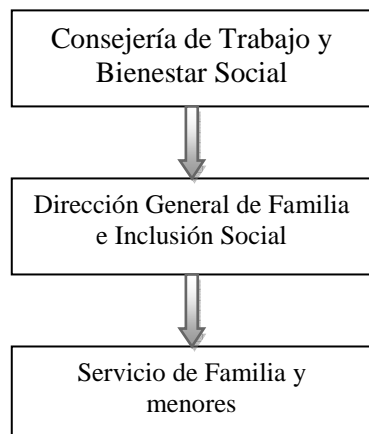 Consejería de Trabajo y
Bienestar Social
Dirección General de Familia
e Inclusión Social
Servicio de Familia y
menores